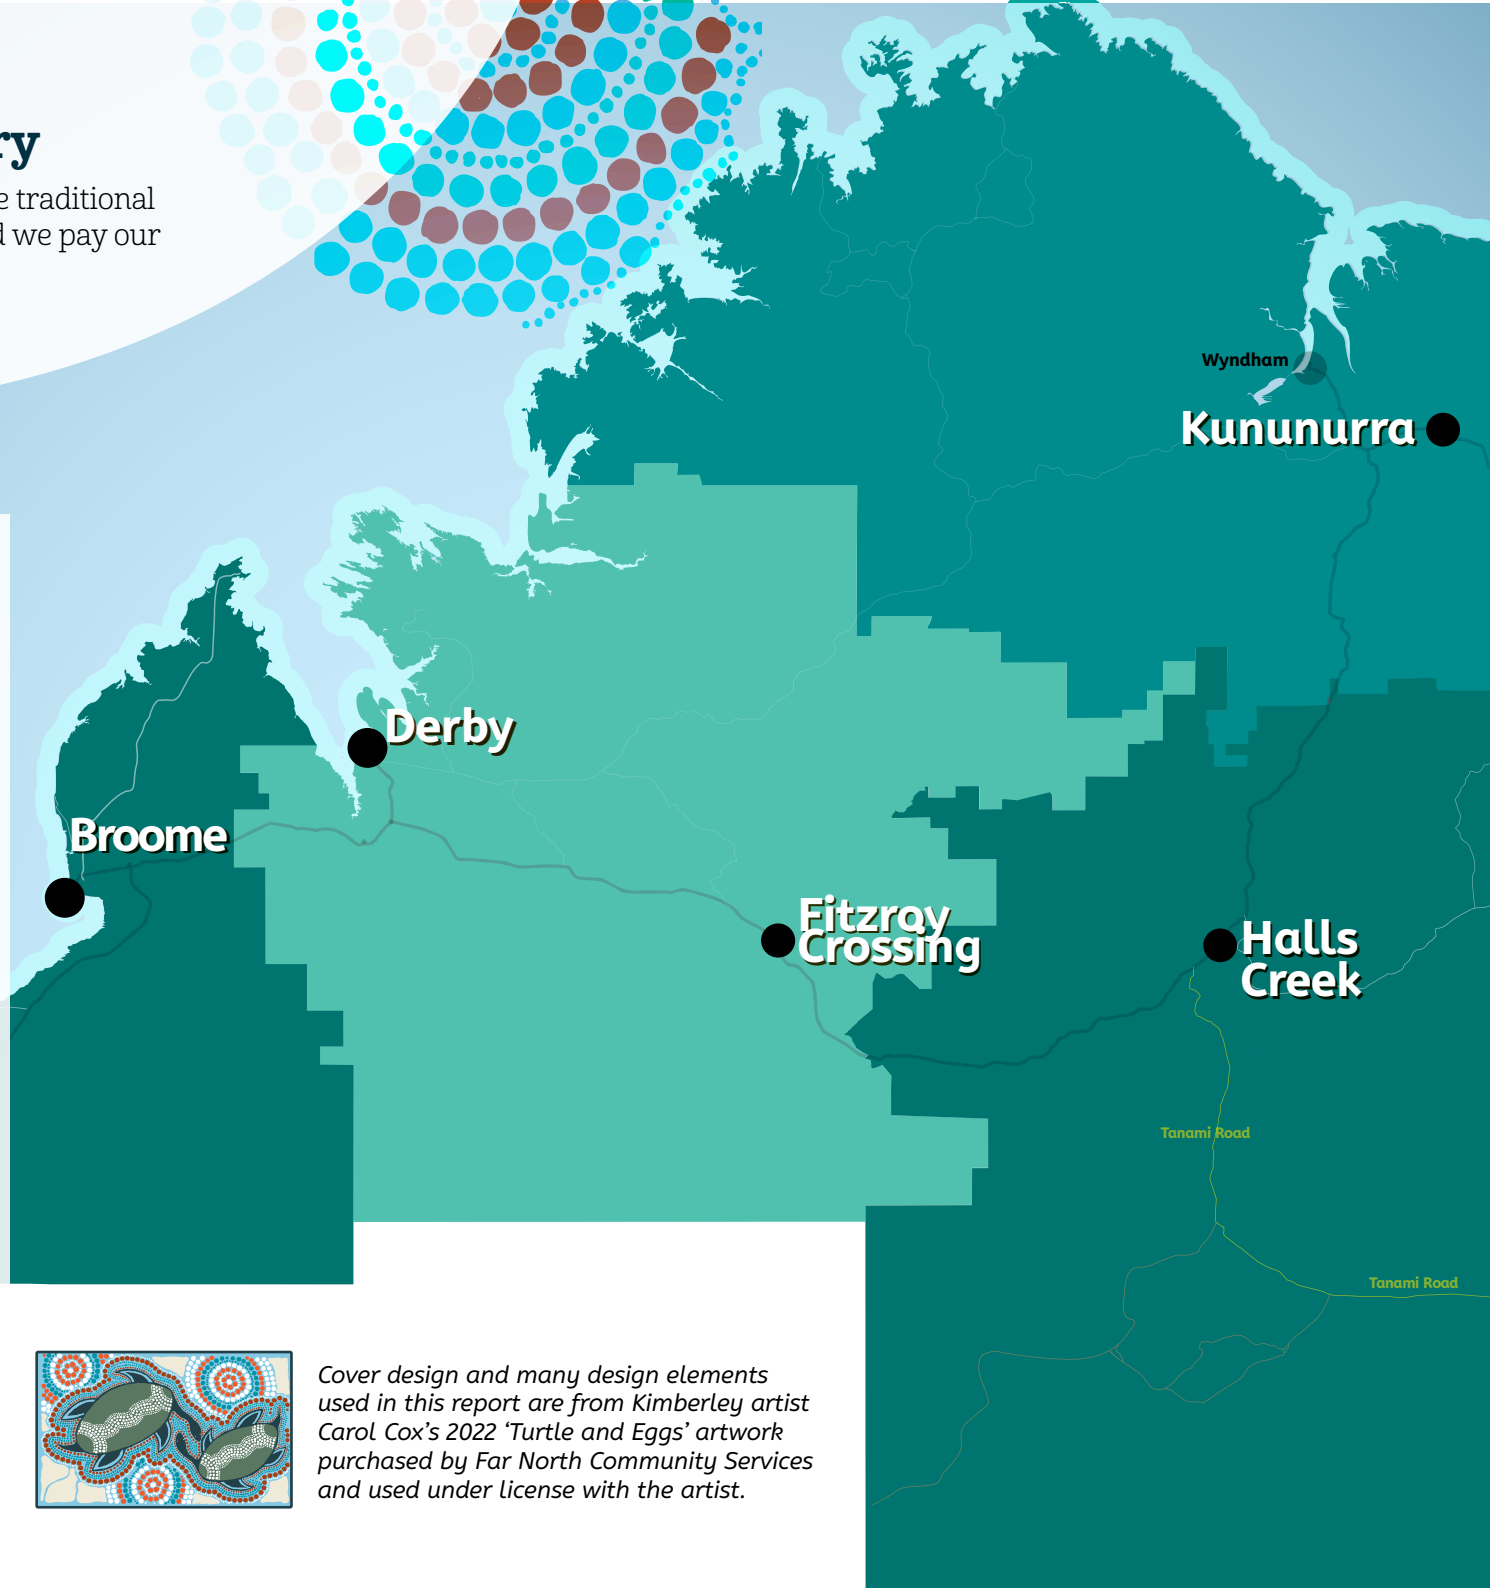 ry
e traditional
d we pay our
Wyndham
Kununurra
Derby
Broome
Fitzroy
Crossing
Halls
Creek
Tanami Road
Tanami Road
Cover design and many design elements
used in this report are from Kimberley artist
Carol Cox’s 2022 ‘Turtle and Eggs’ artwork
purchased by Far North Community Services
and used under license with the artist.